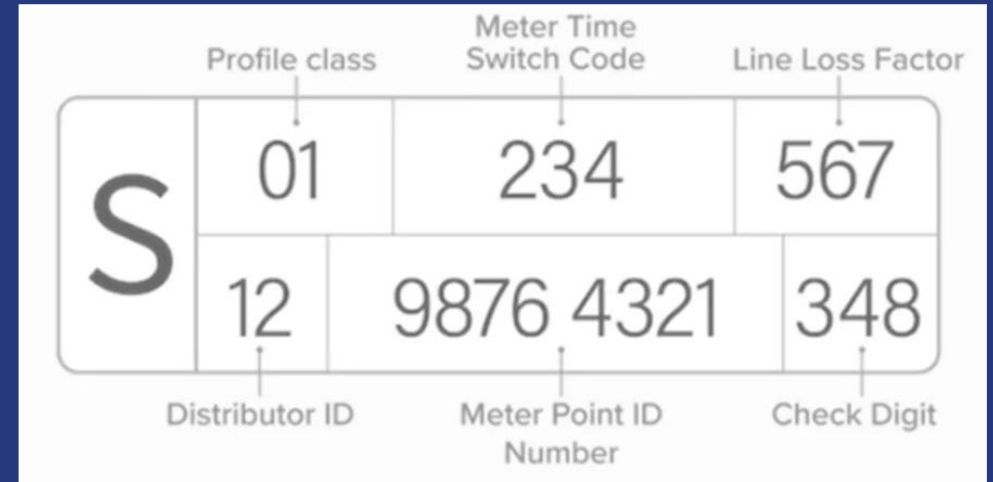 Meter Time
Profile class Switch Code Line Loss Factor
S 01 234 567
12 9876 4321 348
Distributor ID Meter Point ID Check Digit
Number